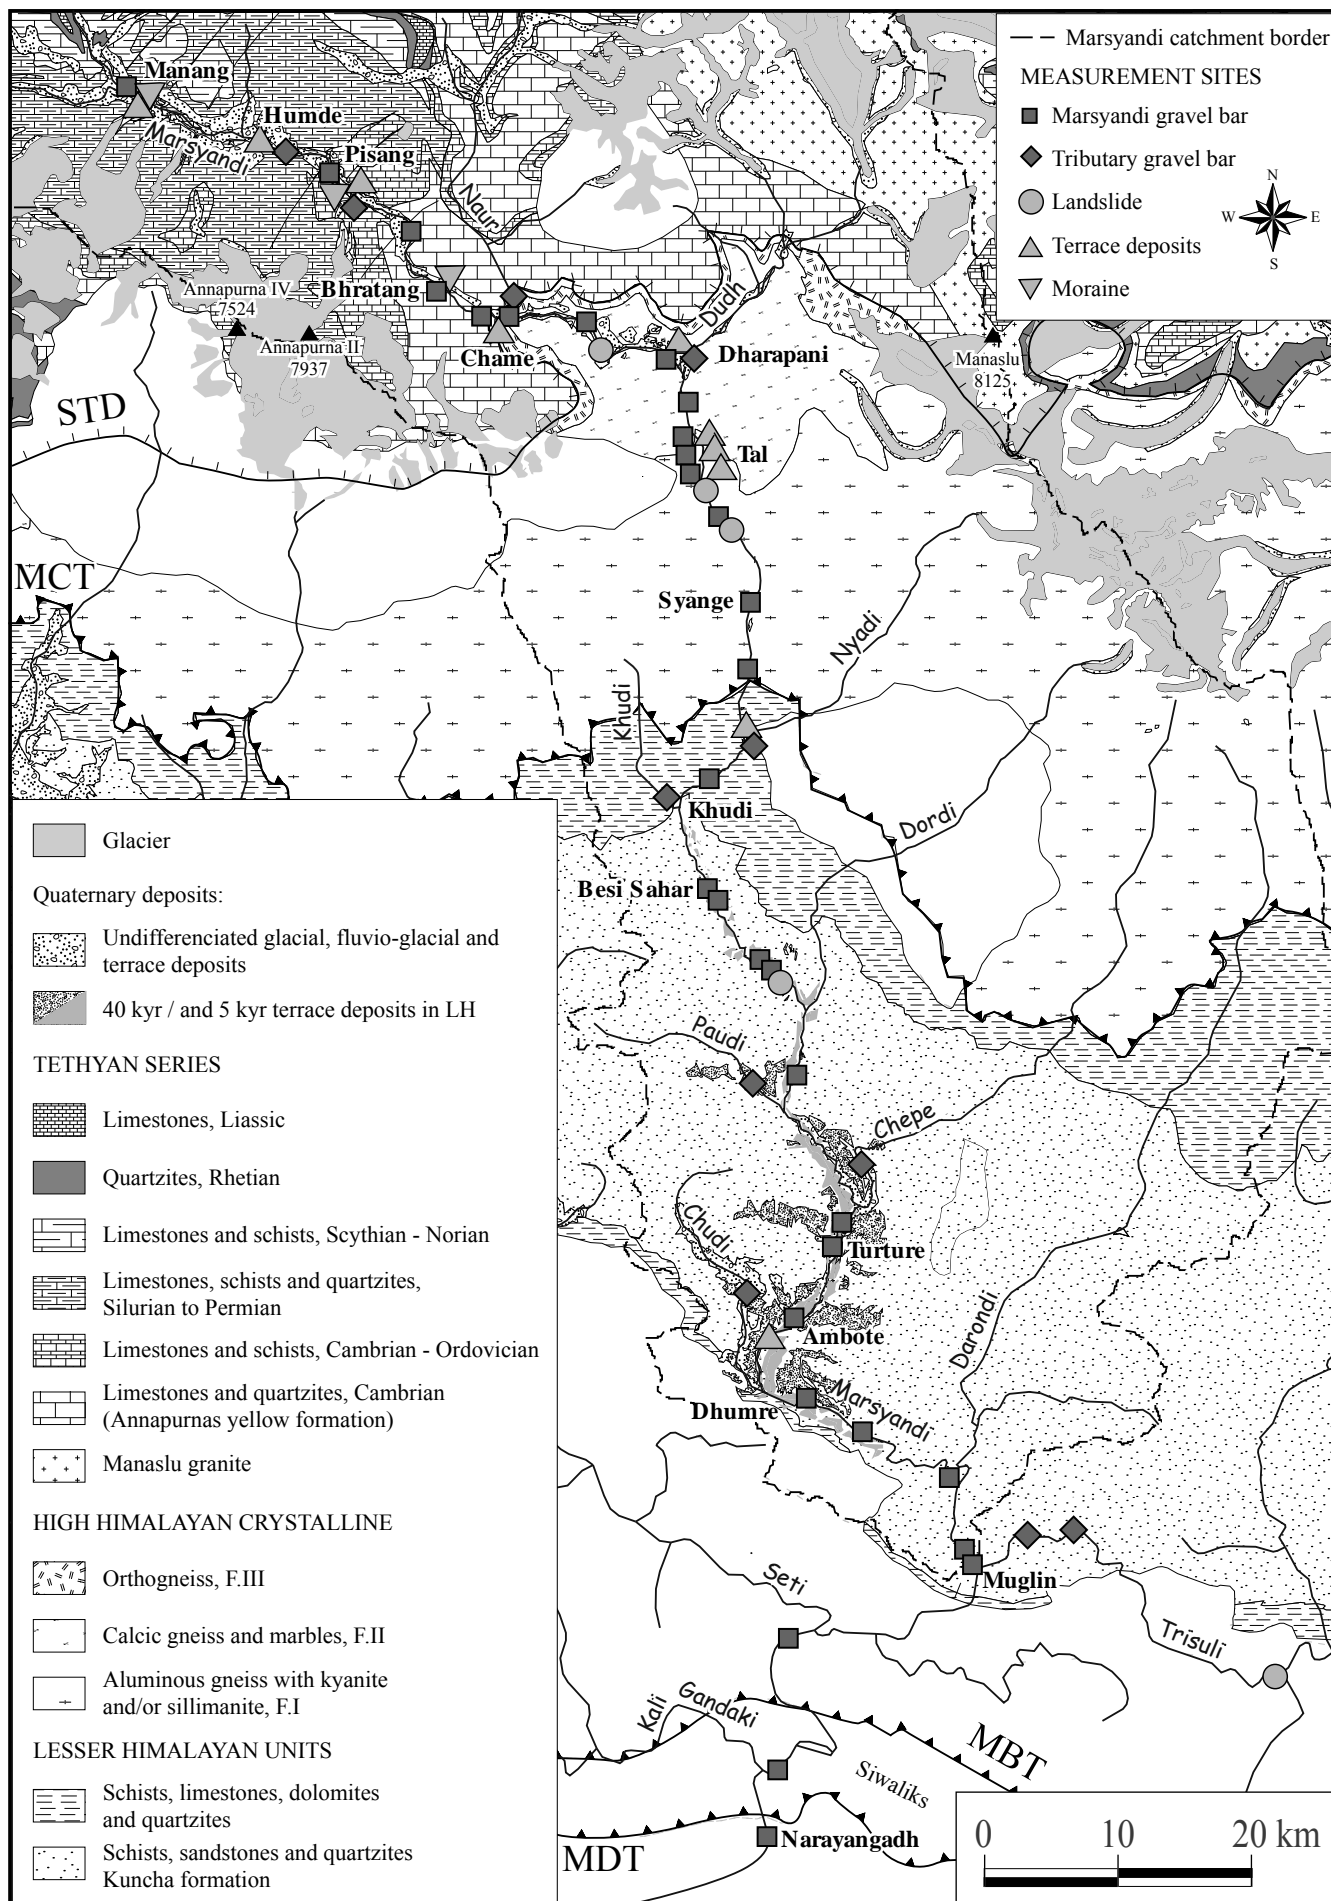 Marsyandi catchment border
MEASUREMENT SITES
Marsyandi gravel bar
Tributary gravel bar
Landslide
Terrace deposits
Moraine
N
W
E
S
Manang
Humde
Marsyandi
Pisang
Naur
Annapurna IV
7524
Bhratang
Annapurna II
7937
Chame
Dudh
Dharapani
Manaslu
8125
STD
Tal
MCT
Syange
Nyadi
Khudi
Khudi
Dordi
Besi Sahar
Paudi
Chepe
Chudi
Turture
Darondi
Ambote
Marsyandi
Dhumre
Muglin
Seti
Trisuli
Kali
Gandaki
MBT
Siwaliks
Narayangadh
MDT
0
10
20 km
Glacier
Quaternary deposits:
Undifferenciated glacial, fluvio-glacial and
terrace deposits
40 kyr / and 5 kyr terrace deposits in LH
TETHYAN SERIES
Limestones, Liassic
Quartzites, Rhetian
Limestones and schists, Scythian - Norian
Limestones, schists and quartzites,
Silurian to Permian
Limestones and schists, Cambrian - Ordovician
Limestones and quartzites, Cambrian
(Annapurnas yellow formation)
Manaslu granite
HIGH HIMALAYAN CRYSTALLINE
Orthogneiss, F.III
Calcic gneiss and marbles, F.II
Aluminous gneiss with kyanite
and/or sillimanite, F.I
LESSER HIMALAYAN UNITS
Schists, limestones, dolomites
and quartzites
Schists, sandstones and quartzites
Kuncha formation